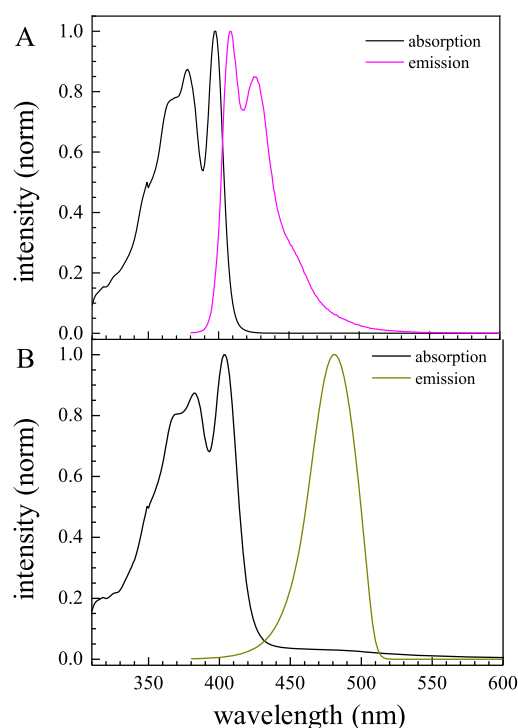 A
absorption
emission
intensity (norm)
1.0
0.8
0.6
0.4
0.2
0.0
B
absorption
emission
intensity (norm)
1.0
0.8
0.6
0.4
0.2
0.0
350 400 450 500 550 600
wavelength (nm)